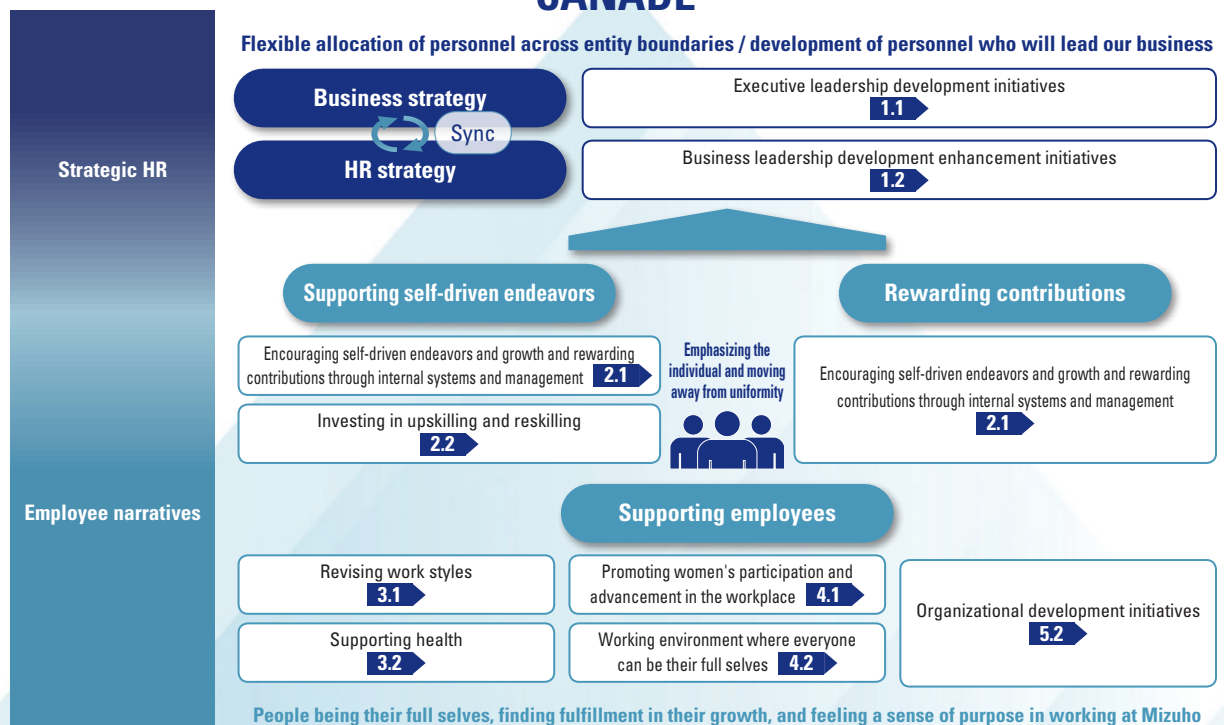 CANADE
Flexible allocation of personnel across entity boundaries / development of personnel who will lead our business
Strategic HR
Business strategy
Sync
HR strategy
Executive leadership development initiatives
1.1
Business leadership development enhancement initiatives
1.2
Supporting self-driven endeavors
Rewarding contributions
Encouraging self-driven endeavors and growth and rewarding
contributions through internal systems and management 2.1
Investing in upskilling and reskilling
2.2
Emphasizing the
individual and moving
away from uniformity
Encouraging self-driven endeavors and growth and rewarding
contributions through internal systems and management
2.1
Employee narratives
Supporting employees
Revising work styles
3.1
Supporting health
3.2
Promoting women's participation and
advancement in the workplace 4.1
Working environment where everyone
can be their full selves 4.2
Organizational development initiatives
5.2
People being their full selves, finding fulfillment in their growth, and feeling a sense of purpose in working at Mizuho